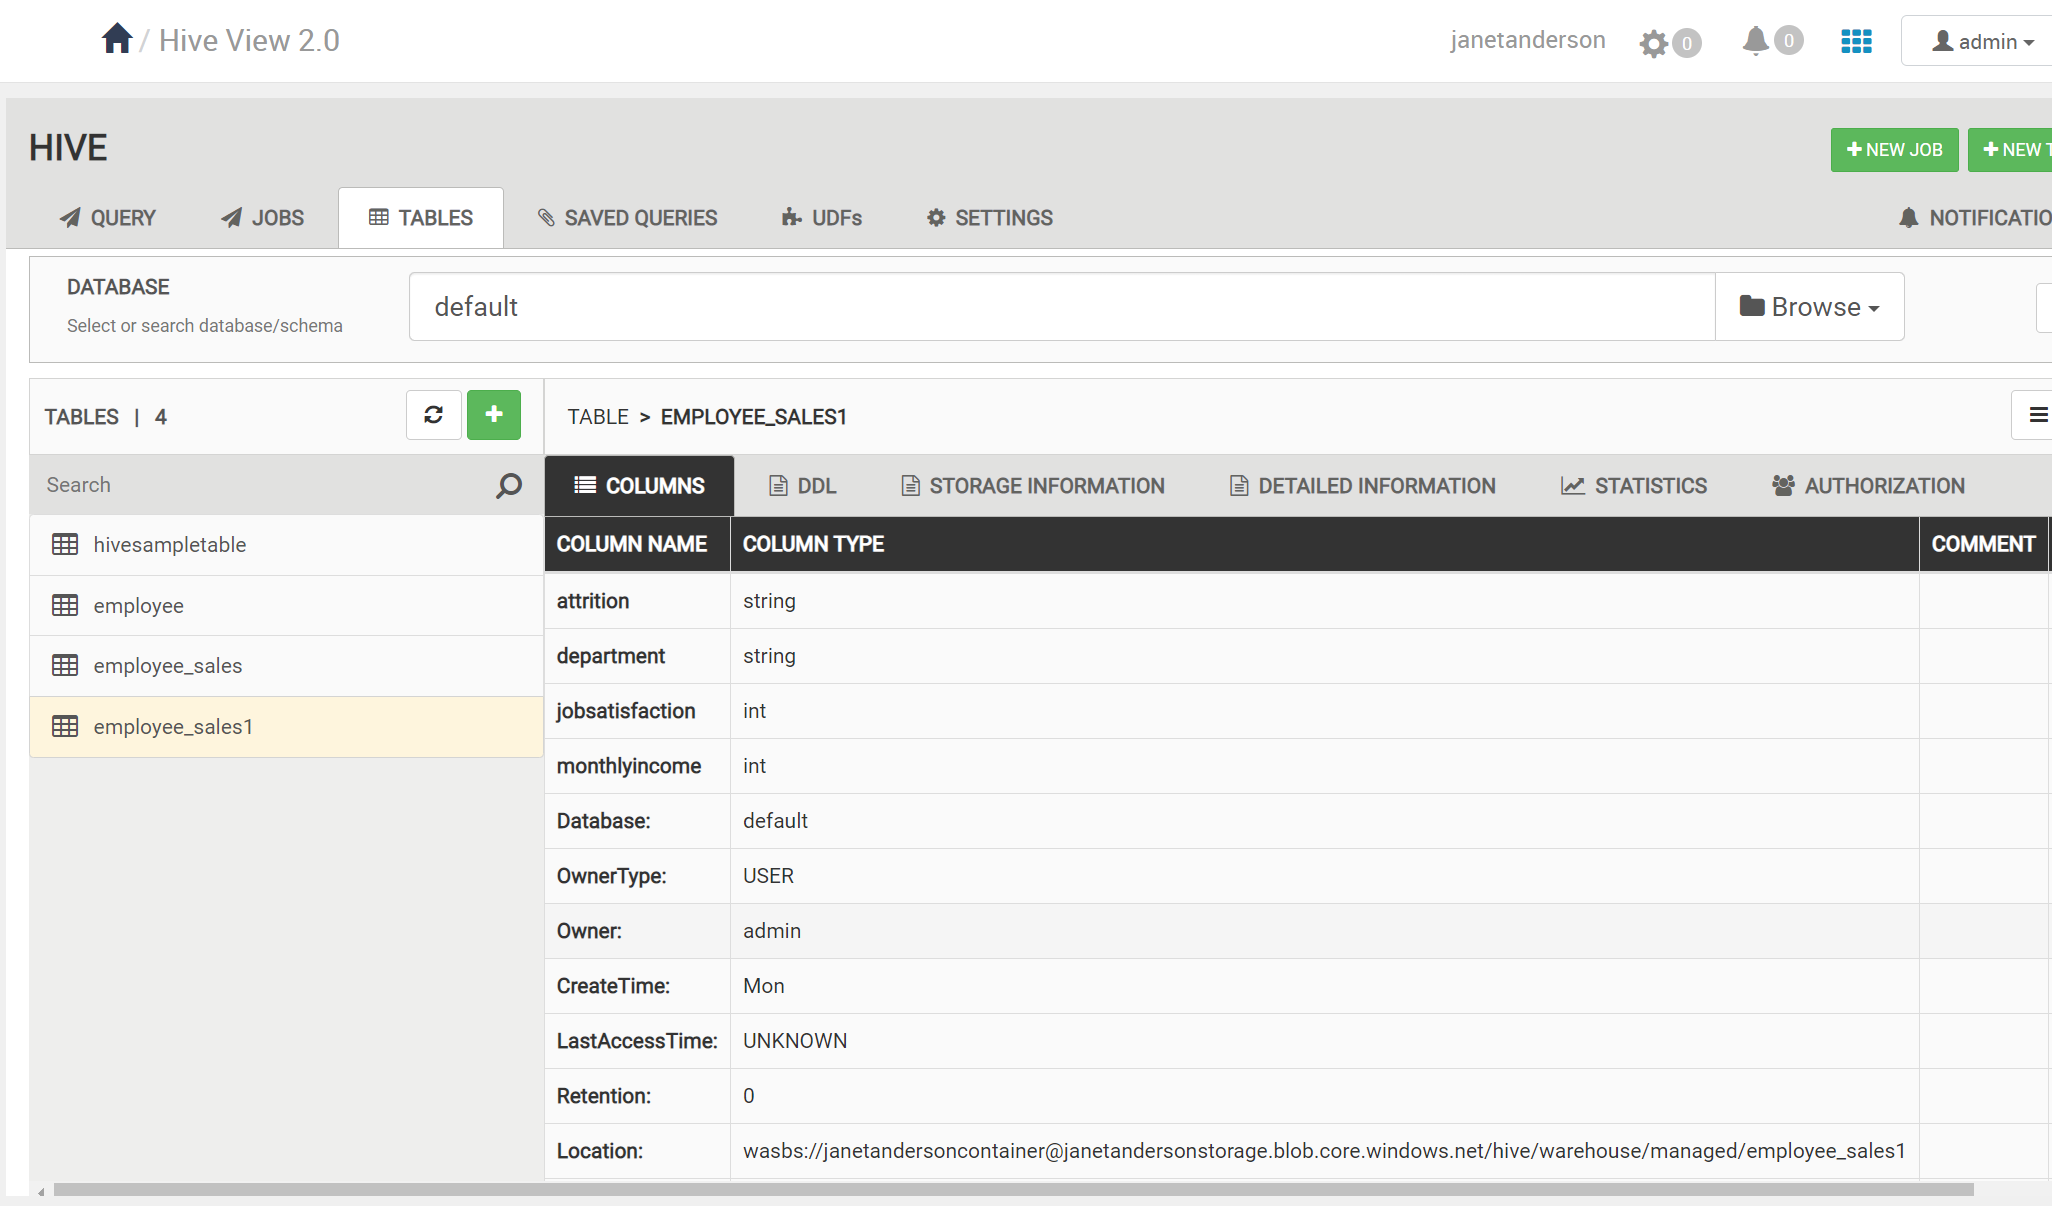 / Hive View 2.0
janetanderson 0 0 admin
HIVE
NEW JOB NEW T
QUERY JOBS TABLES SAVED QUERIES UDFs SETTINGS NOTIFICATIO
DATABASE
Select or search database/schema
default
Browse
TABLES | 4
TABLE > EMPLOYEE_SALES1
Search
COLUMNS DDL STORAGE INFORMATION DETAILED INFORMATION STATISTICS AUTHORIZATION
hivesampletable
employee
employee_sales
employee_sales1
COLUMN NAME COLUMN TYPE COMMENT
attrition string
department string
jobsatisfaction int
monthlyincome int
Database: default
OwnerType: USER
Owner: admin
CreateTime: Mon
LastAccessTime: UNKNOWN
Retention: 0
Location: wasbs://janetandersoncontainer@janetandersonstorage.blob.core.windows.net/hive/warehouse/managed/employee_sales1